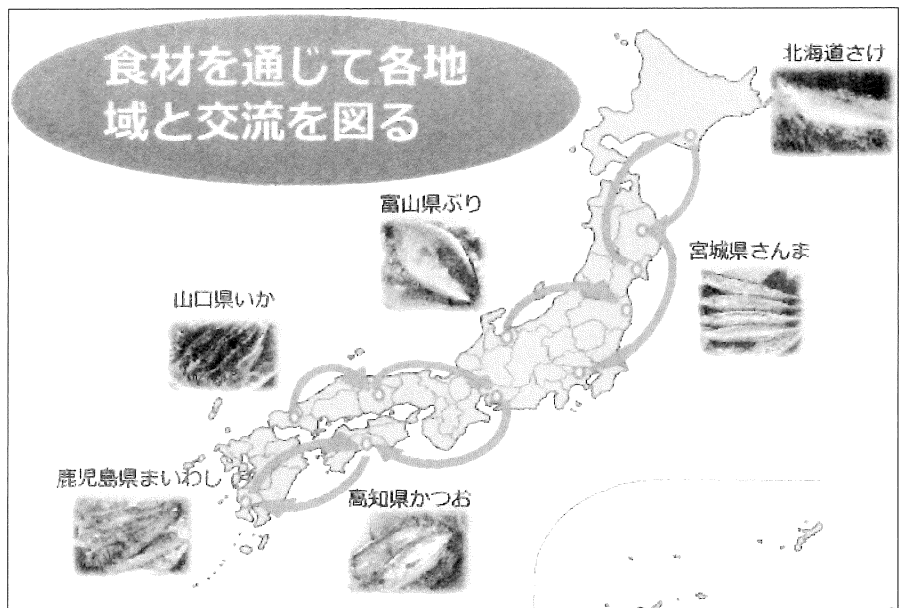 食材を通じて各地
域と交流を図る
北海道さけ
富山県ぶり
宮城県さんま
山口県いか
鹿児島県まいわし
高知県かつお